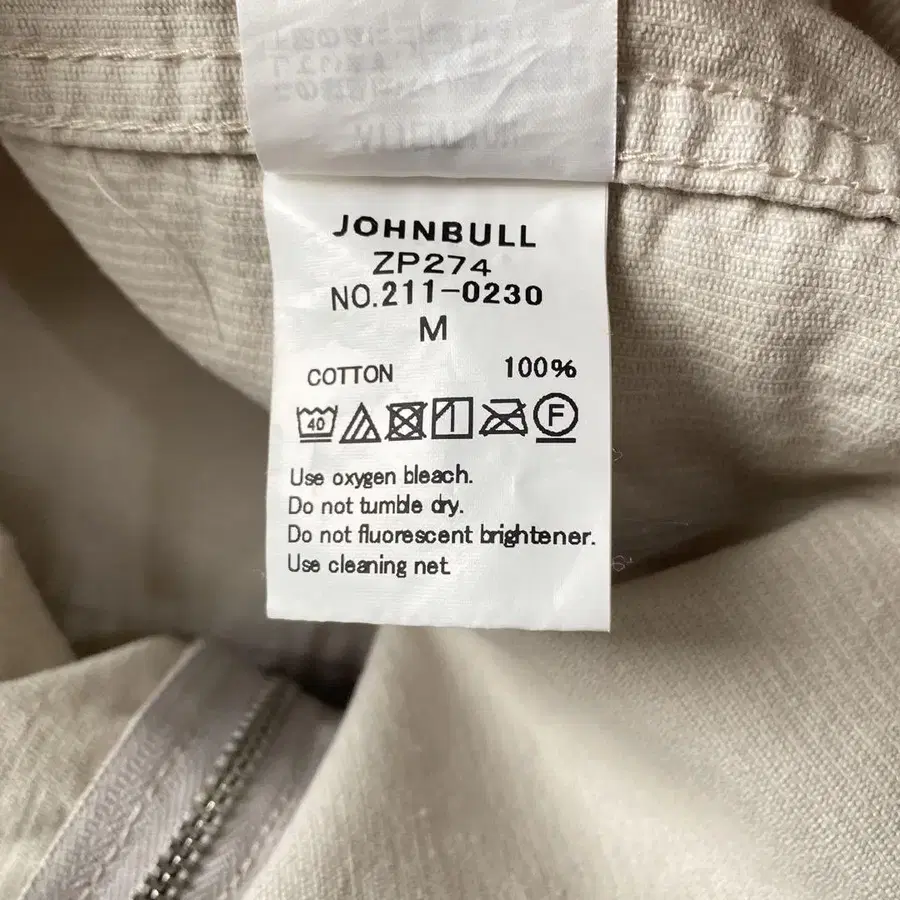 JOHNBULL
ZP274
NO.211-0230
M
COTTON 100%
40 F
Use oxygen bleach.
Do not tumble dry.
Do not fluorescent brightener.
Use cleaning net.